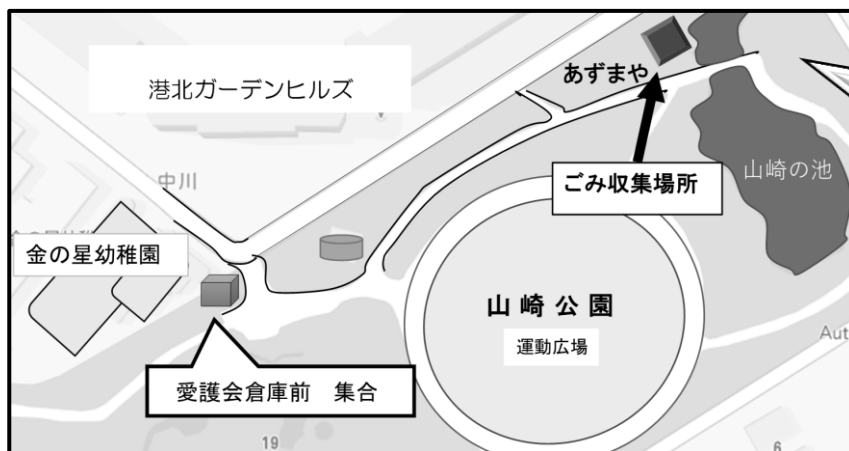 港北ガーデンヒルズ
あずまや
中川
ごみ収集場所
山崎の池
金の星幼稚園
山崎公園
運動広場
愛護会倉庫前　集合
Aut
19
6